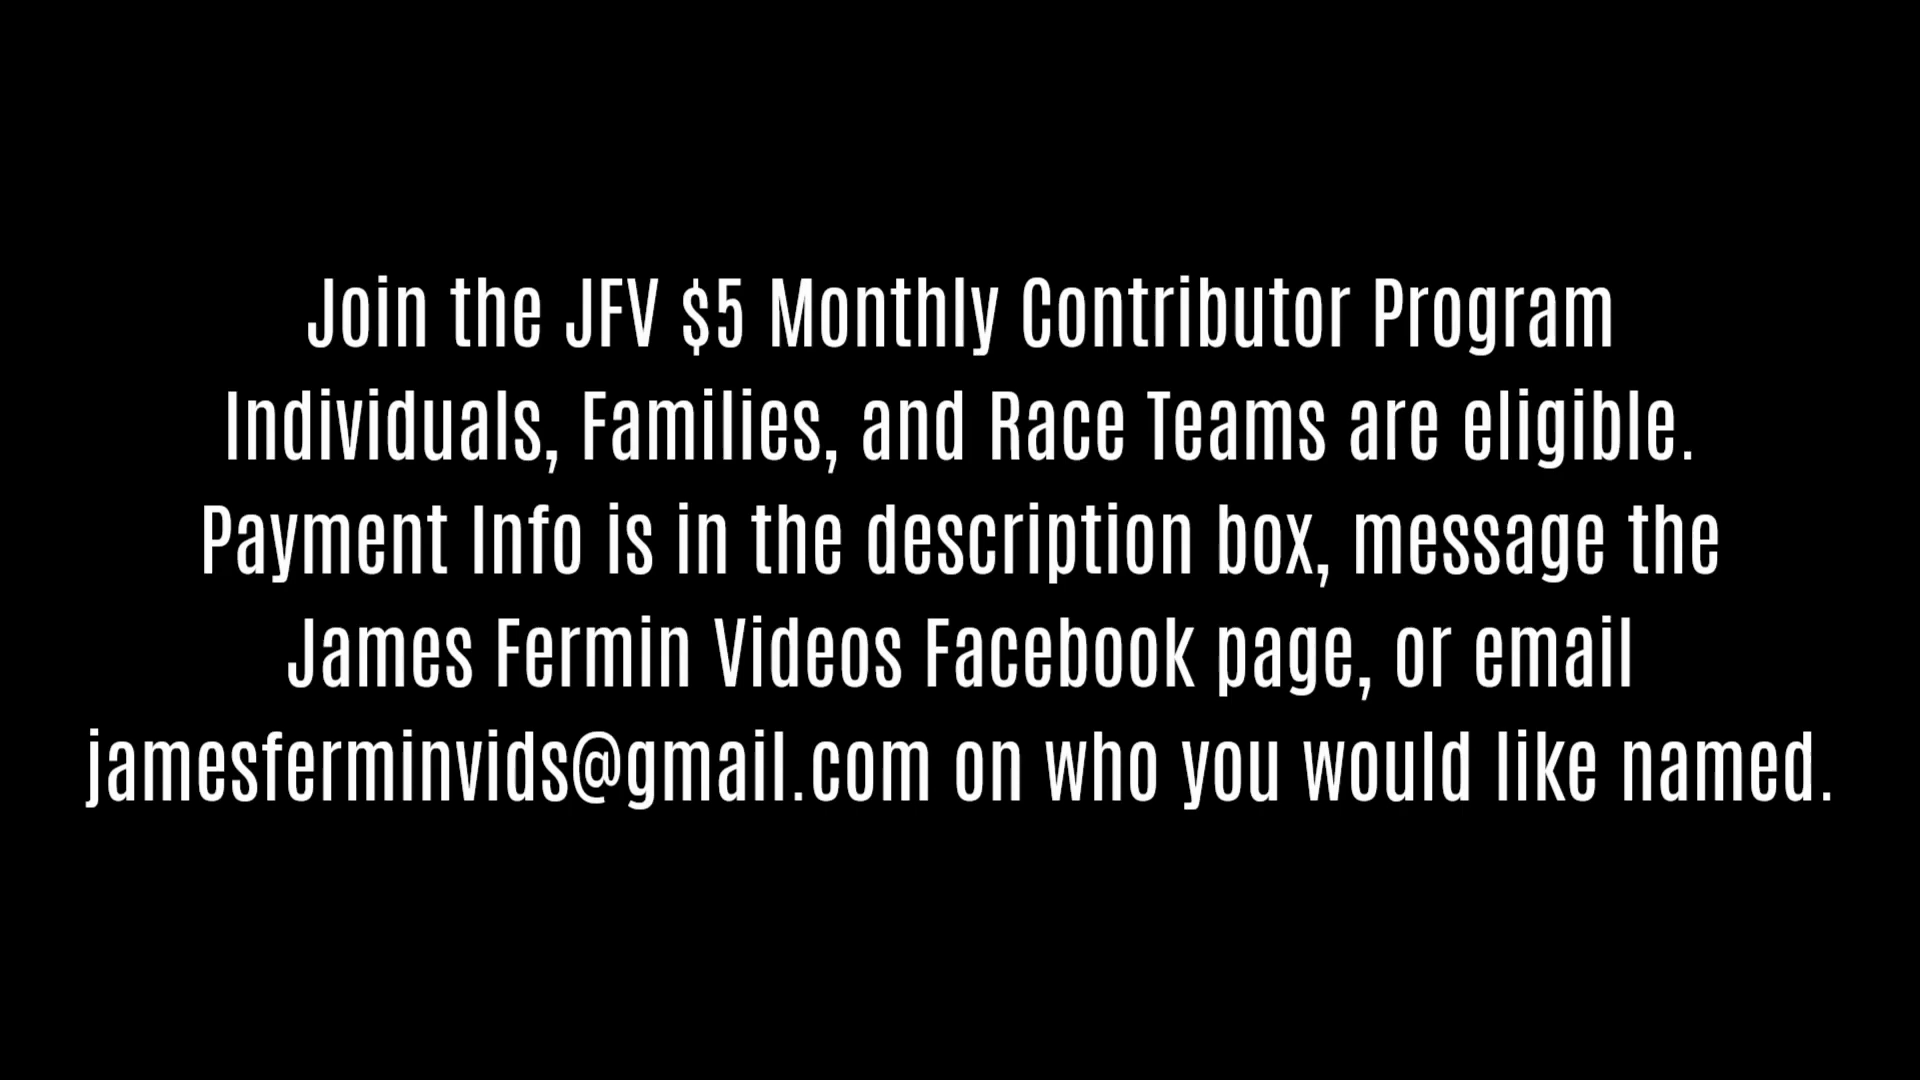 Join the JFV $5 Monthly Contributor Program
Individuals, Families, and Race Teams are eligible.
Payment Info is in the description box, message the
James Fermin Videos Facebook page, or email
jamesferminvids@gmail.com on who you would like named.